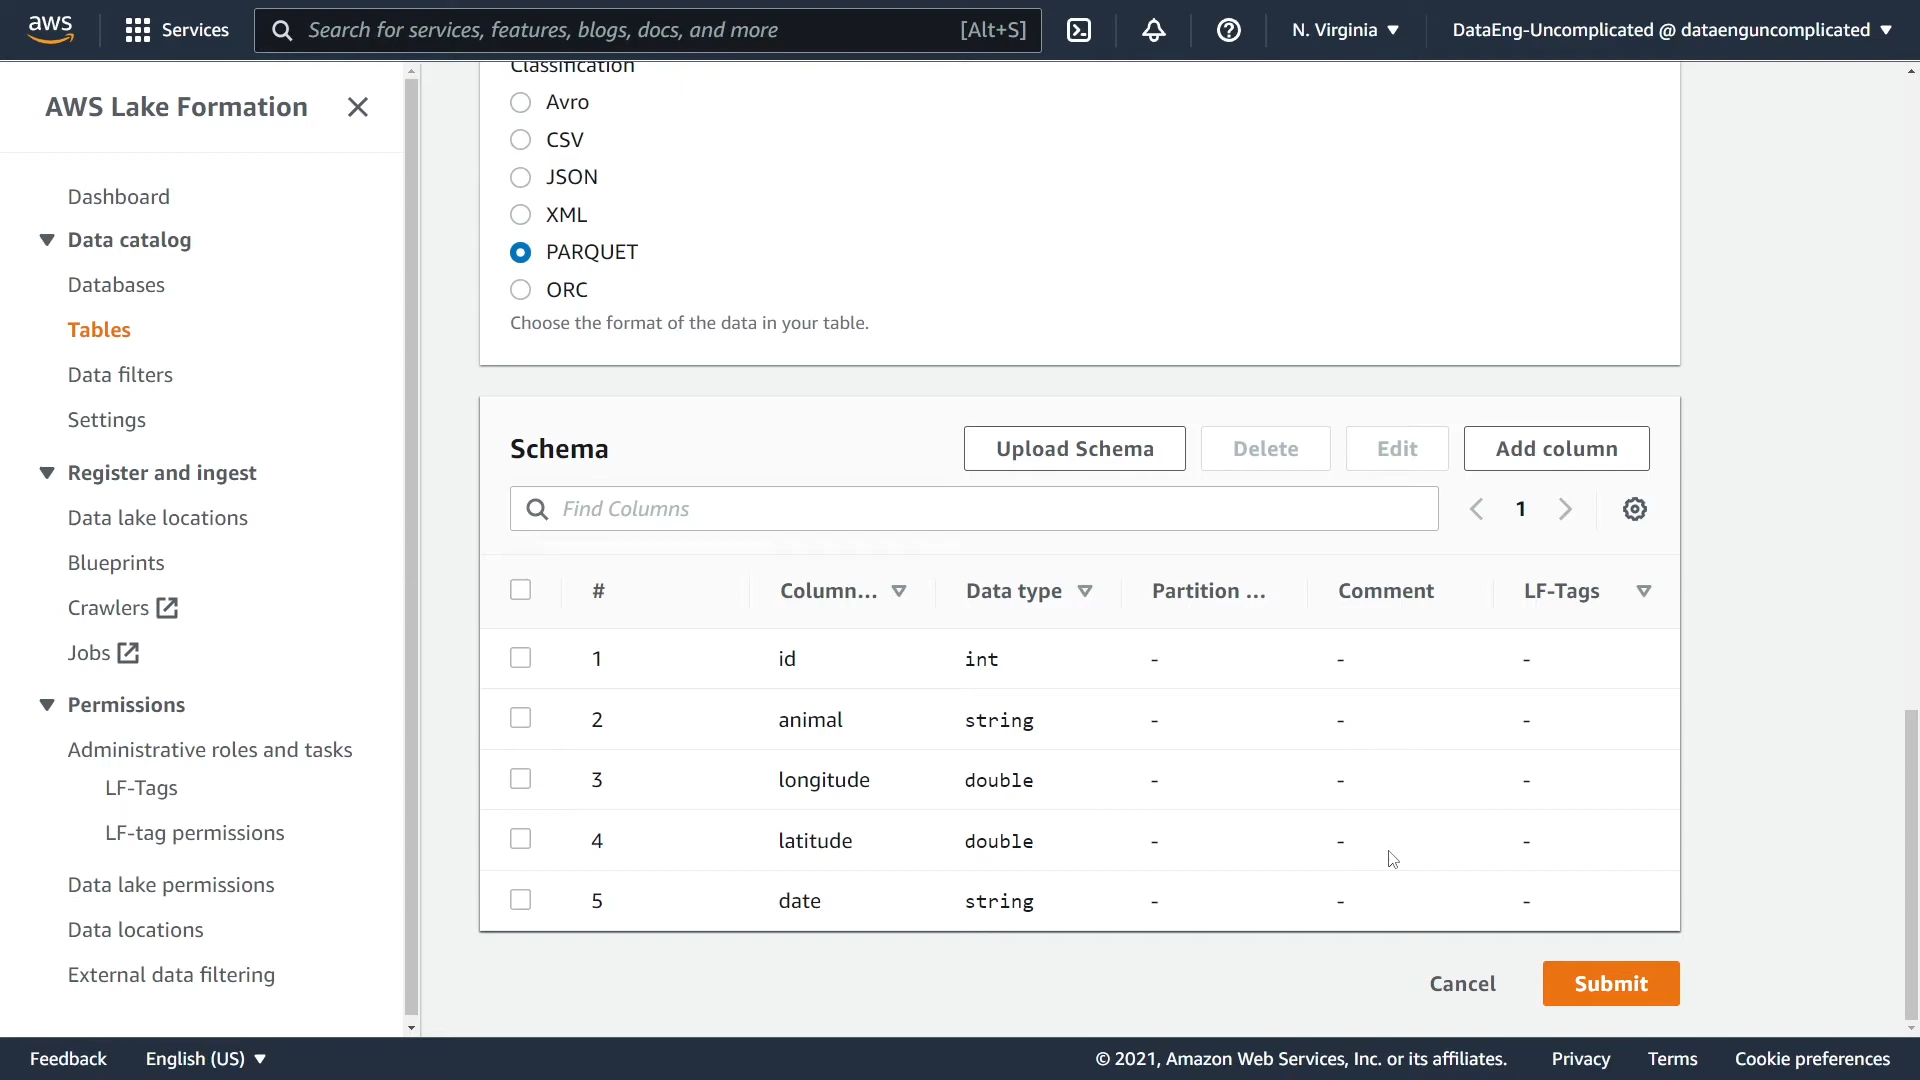 aws
Services
Search for services, features, blogs, docs, and more [Alt+S]
N. Virginia
DataEng-Uncomplicated @ dataenguncomplicated
AWS Lake Formation
Dashboard
Data catalog
Databases
Tables
Data filters
Settings
Register and ingest
Data lake locations
Blueprints
Crawlers
Jobs
Permissions
Administrative roles and tasks
LF-Tags
LF-tag permissions
Data lake permissions
Data locations
External data filtering
Classification
Avro
CSV
JSON
XML
PARQUET
ORC
Choose the format of the data in your table.
Schema
Upload Schema
Delete
Edit
Add column
Find Columns
1
# Column... Data type Partition ... Comment LF-Tags
1 id int - - -
2 animal string - - -
3 longitude double - - -
4 latitude double - - -
5 date string - - -
Cancel
Submit
Feedback
English (US)
© 2021, Amazon Web Services, Inc. or its affiliates.
Privacy
Terms
Cookie preferences